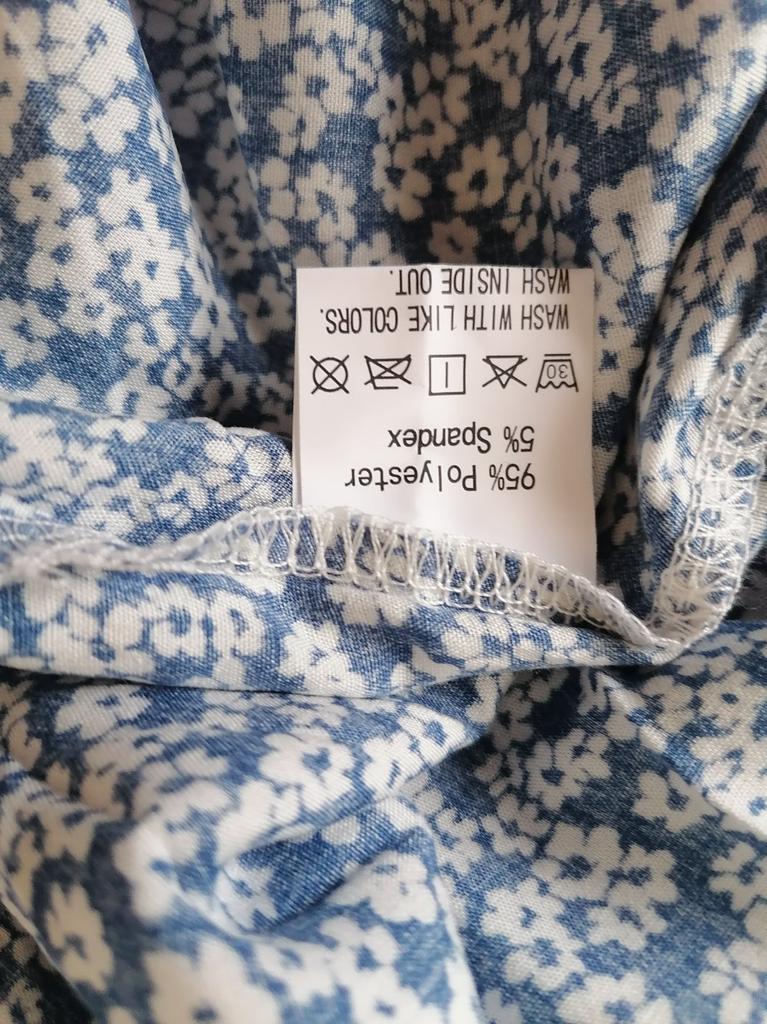 95% Polyester
5% Spandex
30
WASH WITH LIKE COLORS.
WASH INSIDE OUT.